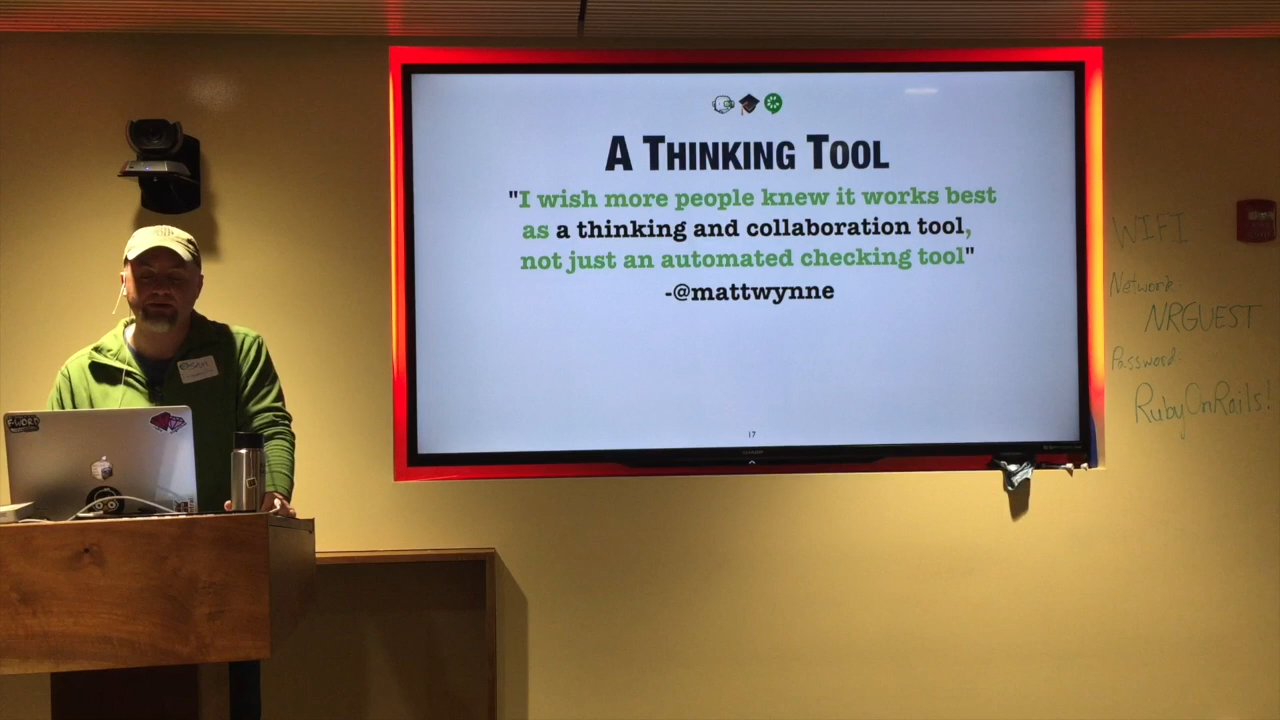 A THINKING TOOL
"I wish more people knew it works best
as a thinking and collaboration tool,
not just an automated checking tool"
-@mattwynne
17
WIFI
Network:
NRGUEST
Password:
RubyOnRails!
F-WORD